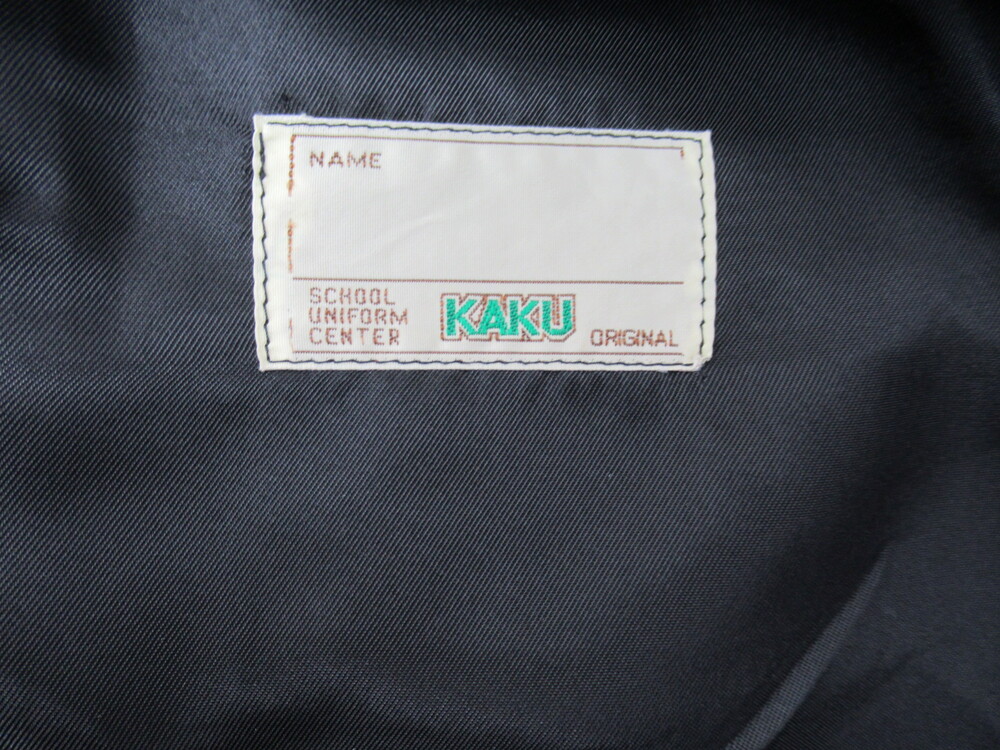 NAME
SCHOOL
UNIFORM
CENTER
KAKU
ORIGINAL